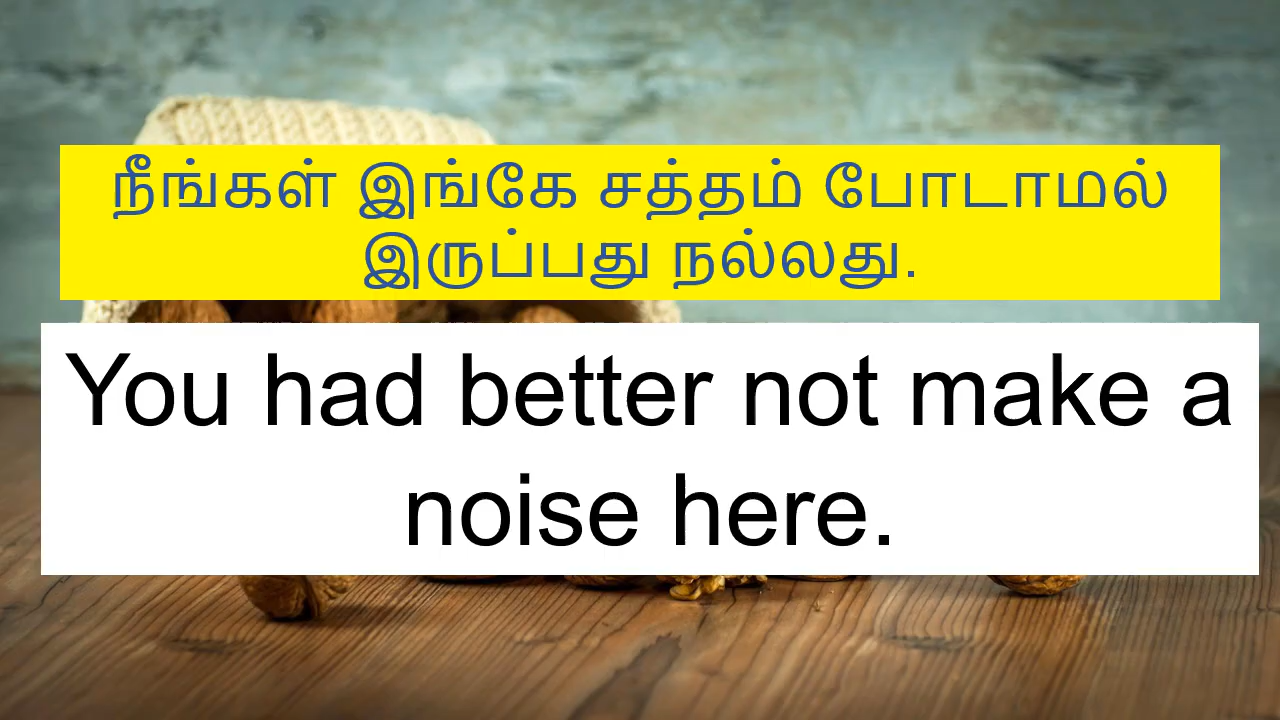 நீங்கள் இங்கே சத்தம் போடாமல்
இருப்பது நல்லது.
You had better not make a
noise here.